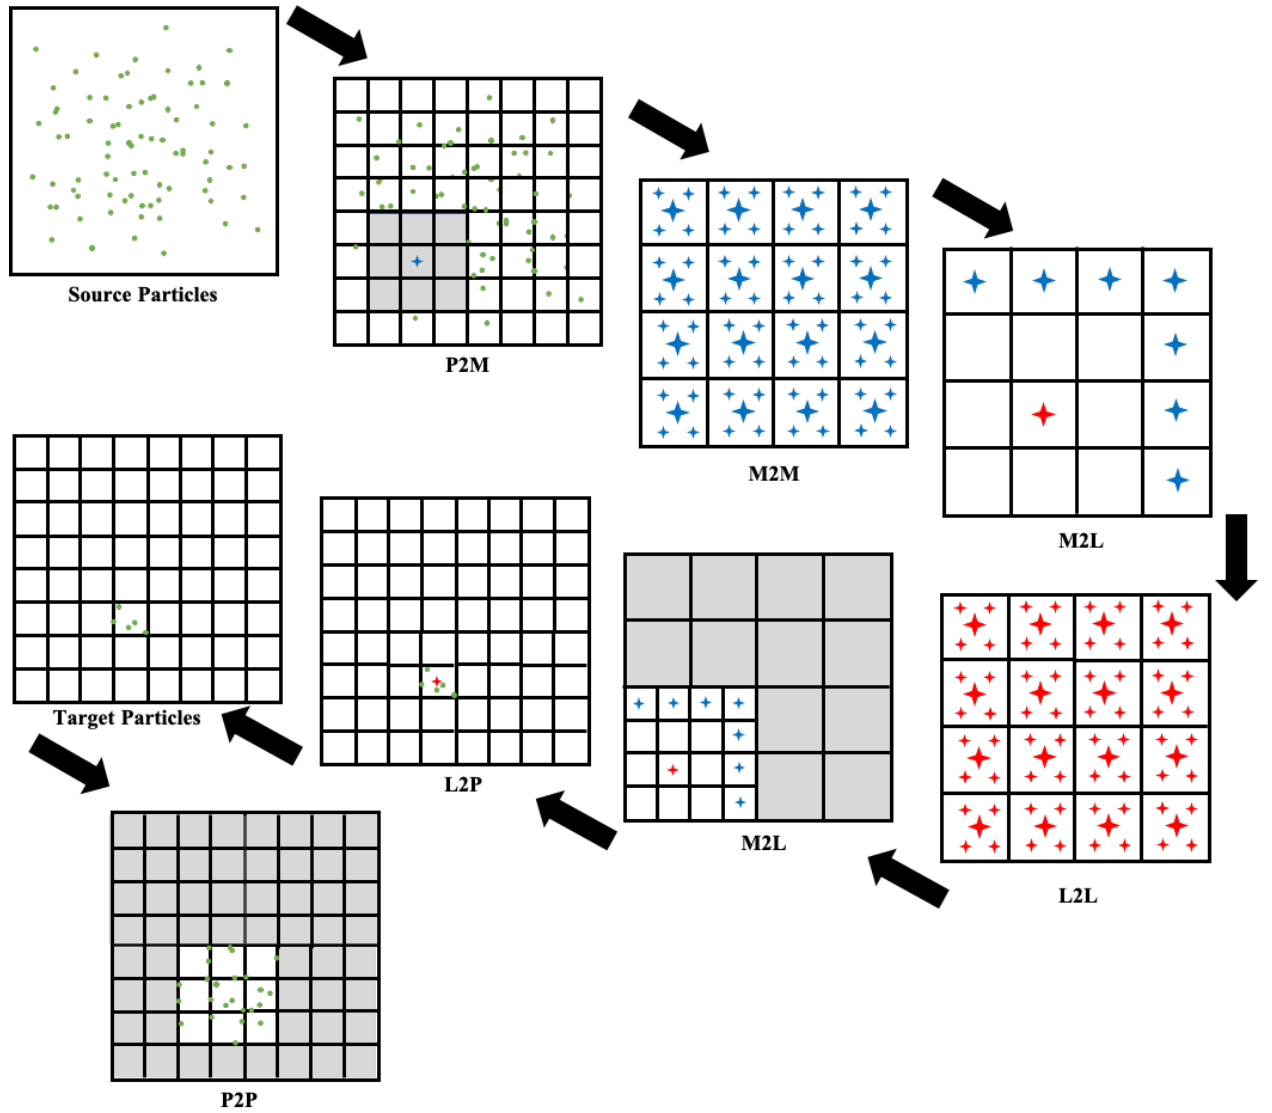 Source Particles
P2M
M2M
M2L
L2L
M2L
L2P
Target Particles
P2P